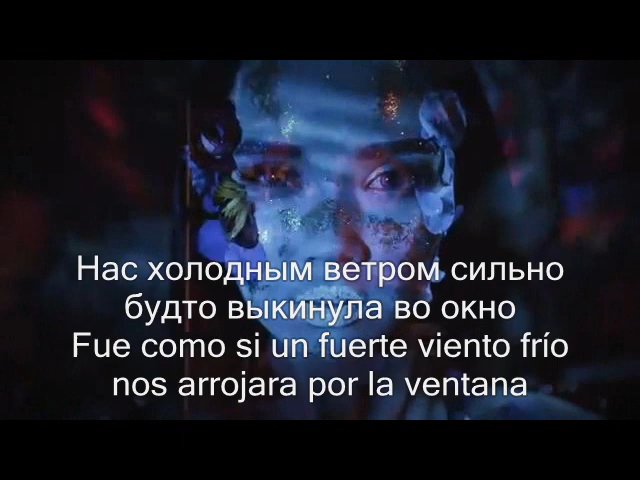 Нас холодным ветром сильно
будто выкинула во окно
Fue como si un fuerte viento frío
nos arrojara por la ventana